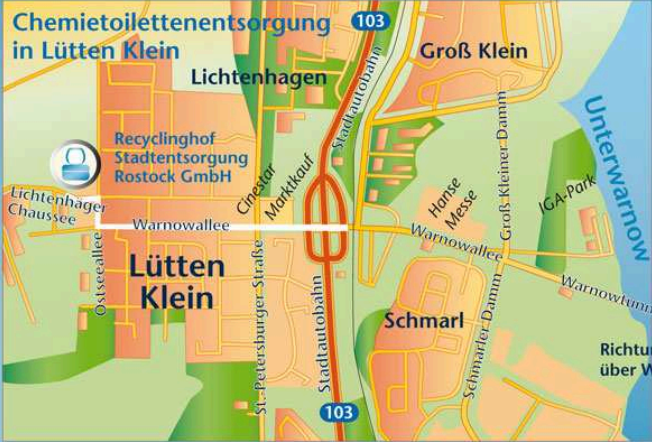 Chemietoilettenentsorgung
in Lütten Klein
103
Groß Klein
Lichtenhagen
Stadtautobahn
Unterwarnow
Recyclinghof
Stadtentsorgung
Rostock GmbH
Cinestar
Marktkauf
Groß Kleiner Damm
Hanse
Messe
IGA-Park
Lichtenhäger
Chaussee
Warnowallee
Warnowallee
Ostseeallee
Lütten
Klein
St.-Petersburger Straße
Stadtautobahn
Schmarl
Schmarler Damm
Warnowtunn
Richtu
über W
103